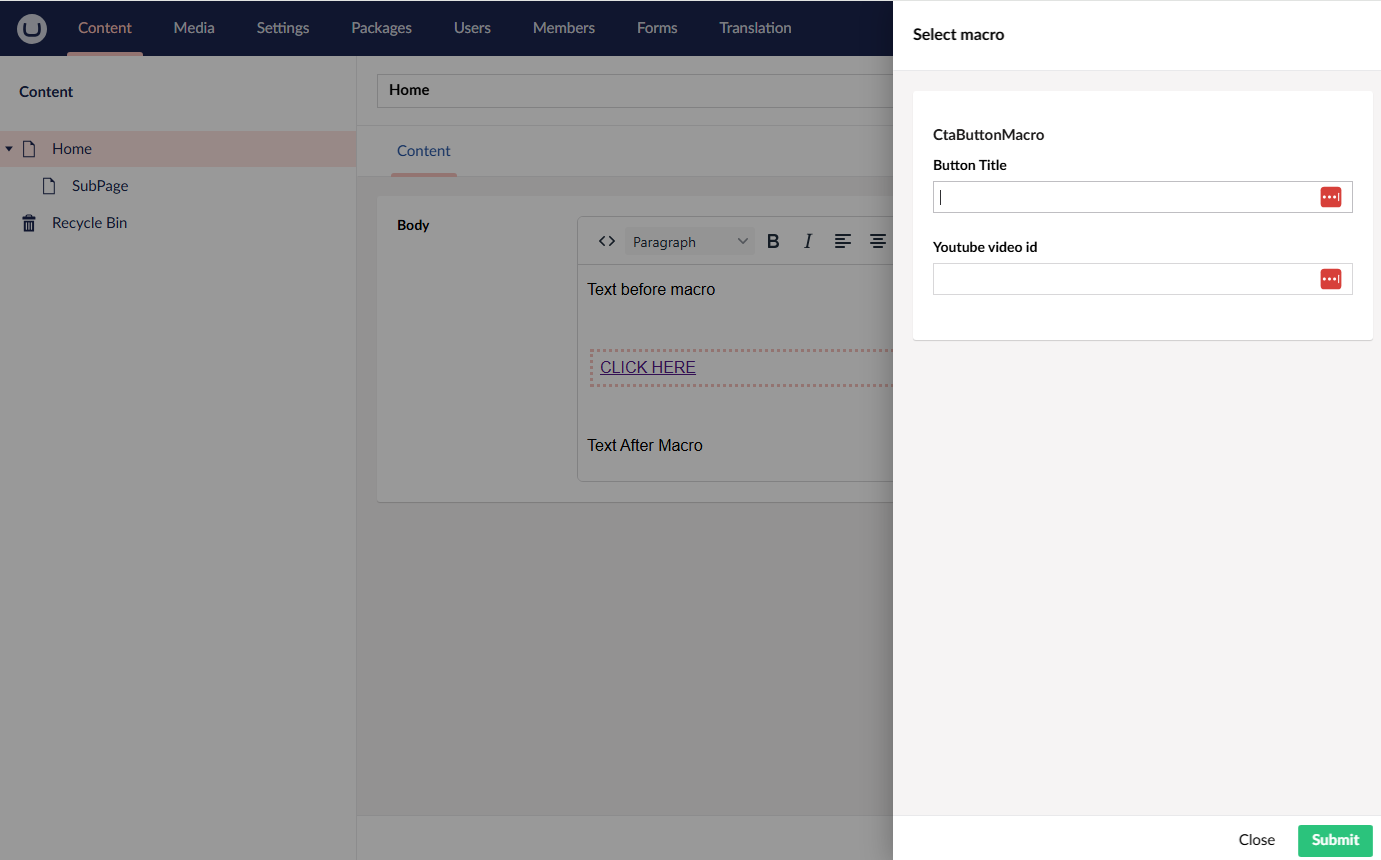 Content Media Settings Packages Users Members Forms Translation
Content
Home
SubPage
Recycle Bin
Home
Content
Body
Paragraph B I
Text before macro
CLICK HERE
Text After Macro
Select macro
CtaButtonMacro
Button Title
Youtube video id
Close Submit